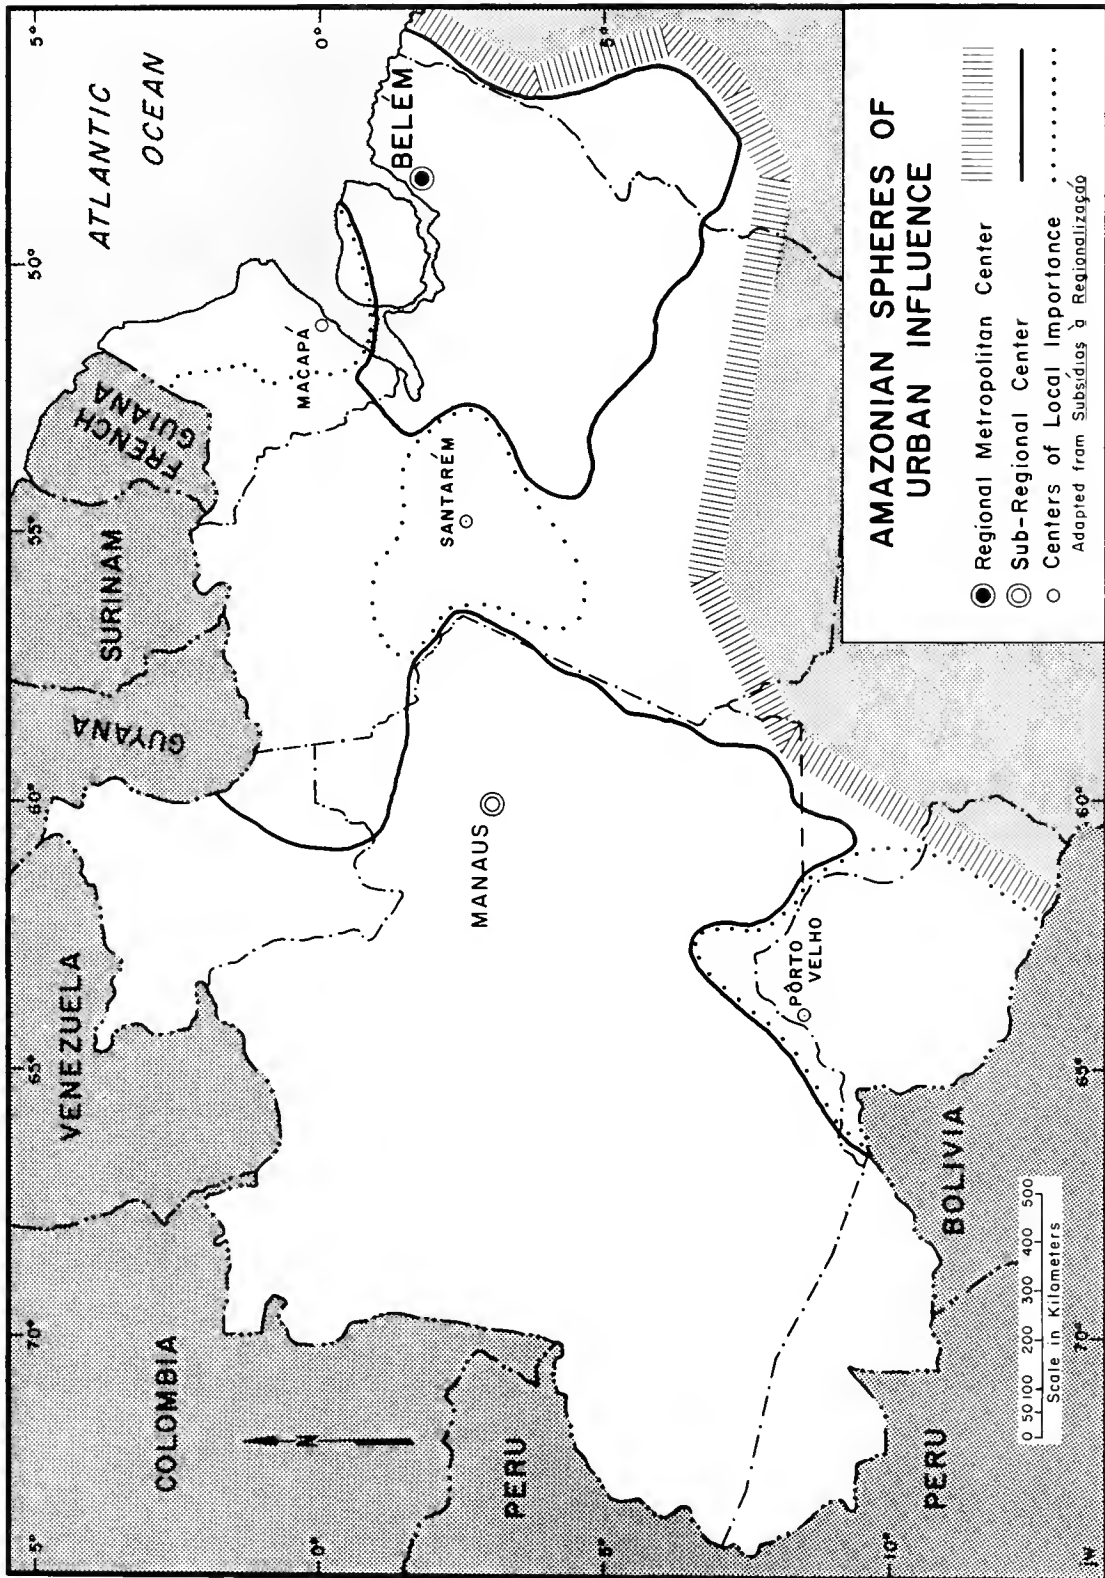 5°
70°
65°
60°
55°
50°
5°
COLOMBIA
VENEZUELA
GUYANA
SURINAM
FRENCH
GUIANA
ATLANTIC
OCEAN
N
0°
0°
MACAPÁ
BELÉM
SANTARÉM
MANAUS
PERU
5°
5°
PÔRTO
VELHO
10°
PERU
BOLIVIA
0 50 100 200 300 400 500
Scale in Kilometers
70°
65°
60°
JW
AMAZONIAN SPHERES OF
URBAN INFLUENCE
Regional Metropolitan Center
Sub-Regional Center
Centers of Local Importance
Adapted from Subsídias à Regionalização